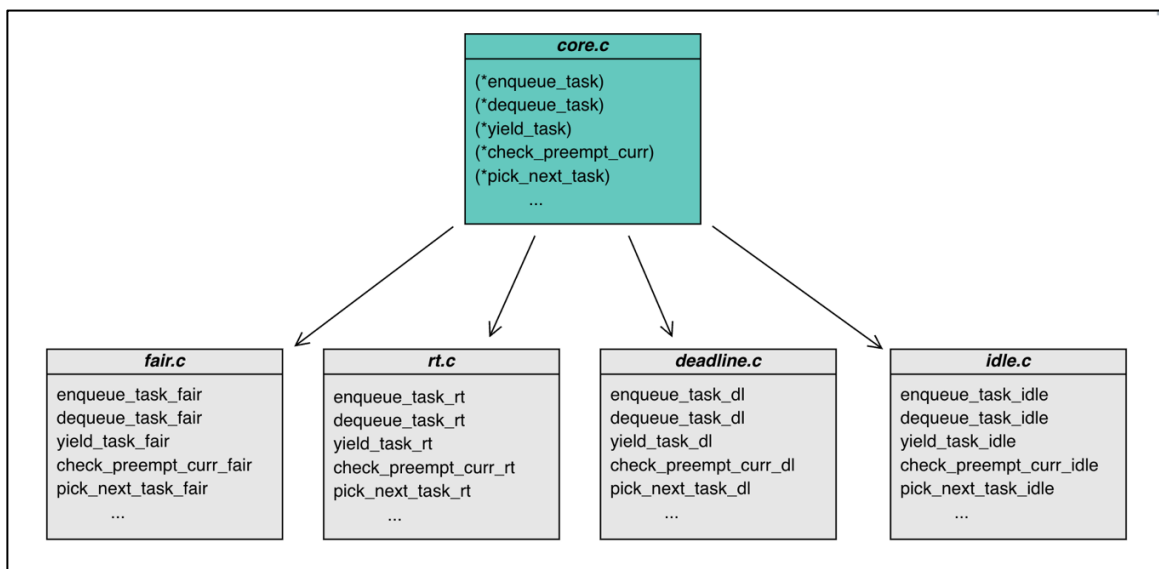 core.c
(*enqueue_task)
(*dequeue_task)
(*yield_task)
(*check_preempt_curr)
(*pick_next_task)
...
fair.c
enqueue_task_fair
dequeue_task_fair
yield_task_fair
check_preempt_curr_fair
pick_next_task_fair
...
rt.c
enqueue_task_rt
dequeue_task_rt
yield_task_rt
check_preempt_curr_rt
pick_next_task_rt
...
deadline.c
enqueue_task_dl
dequeue_task_dl
yield_task_dl
check_preempt_curr_dl
pick_next_task_dl
...
idle.c
enqueue_task_idle
dequeue_task_idle
yield_task_idle
check_preempt_curr_idle
pick_next_task_idle
...